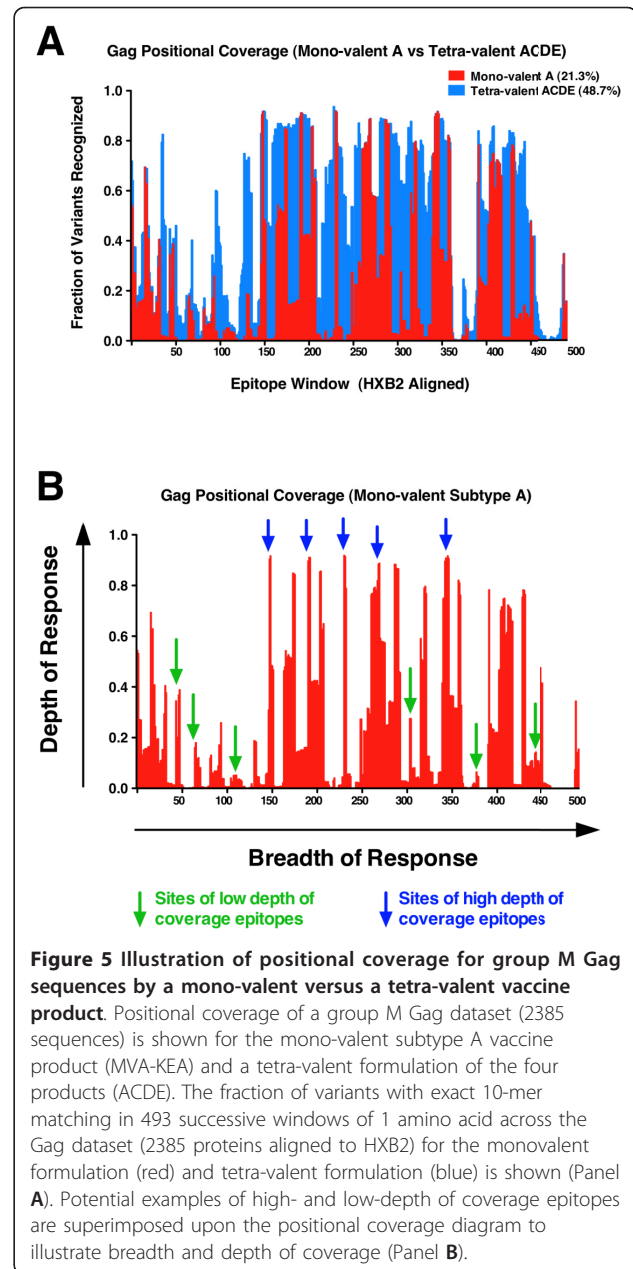 A
Gag Positional Coverage (Mono-valent A vs Tetra-valent ACDE)
Mono-valent A (21.3%)
Tetra-valent ACDE (48.7%)
Fraction of Variants Recognized
1.0
0.8
0.6
0.4
0.2
0.0
50 100 150 200 250 300 350 400 450 500
Epitope Window (HXB2 Aligned)
B
Gag Positional Coverage (Mono-valent Subtype A)
Depth of Response
1.0
0.8
0.6
0.4
0.2
0.0
50 100 150 200 250 300 350 400 450 500
Breadth of Response
Sites of low depth of
coverage epitopes
Sites of high depth of
coverage epitopes
Figure 5 Illustration of positional coverage for group M Gag
sequences by a mono-valent versus a tetra-valent vaccine
product. Positional coverage of a group M Gag dataset (2385
sequences) is shown for the mono-valent subtype A vaccine
product (MVA-KEA) and a tetra-valent formulation of the four
products (ACDE). The fraction of variants with exact 10-mer
matching in 493 successive windows of 1 amino acid across the
Gag dataset (2385 proteins aligned to HXB2) for the monovalent
formulation (red) and tetra-valent formulation (blue) is shown (Panel
A). Potential examples of high- and low-depth of coverage epitopes
are superimposed upon the positional coverage diagram to
illustrate breadth and depth of coverage (Panel B).